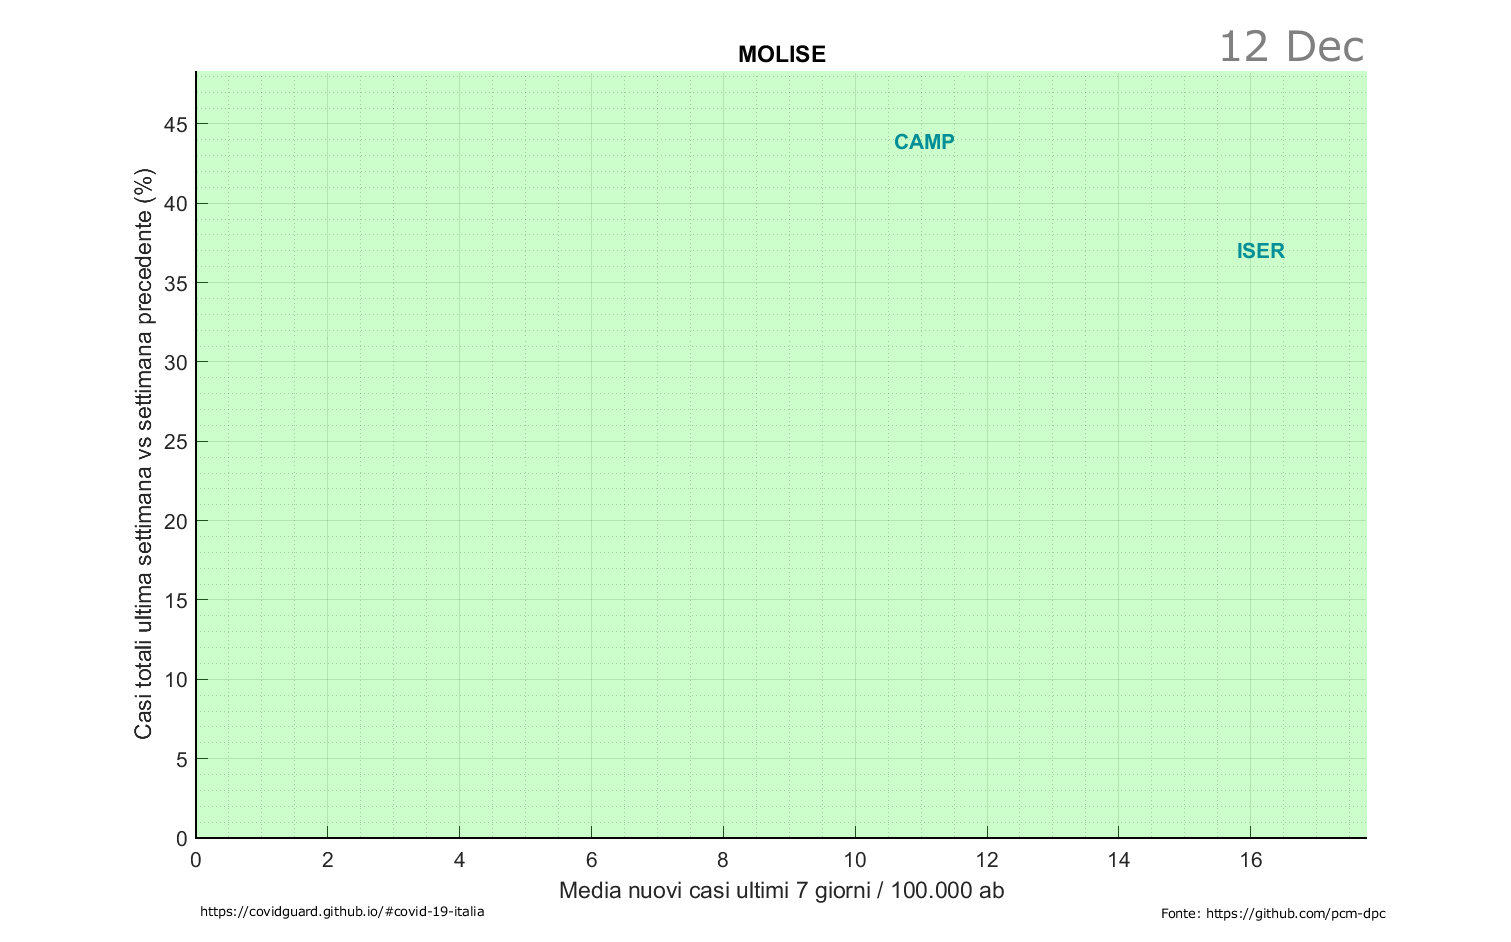 MOLISE
12 Dec
45
40
35
30
25
20
15
10
5
0
CAMP
ISER
Casi totali ultima settimana vs settimana precedente (%)
0 2 4 6 8 10 12 14 16
Media nuovi casi ultimi 7 giorni / 100.000 ab
https://covidguard.github.io/#covid-19-italia
Fonte: https://github.com/pcm-dpc